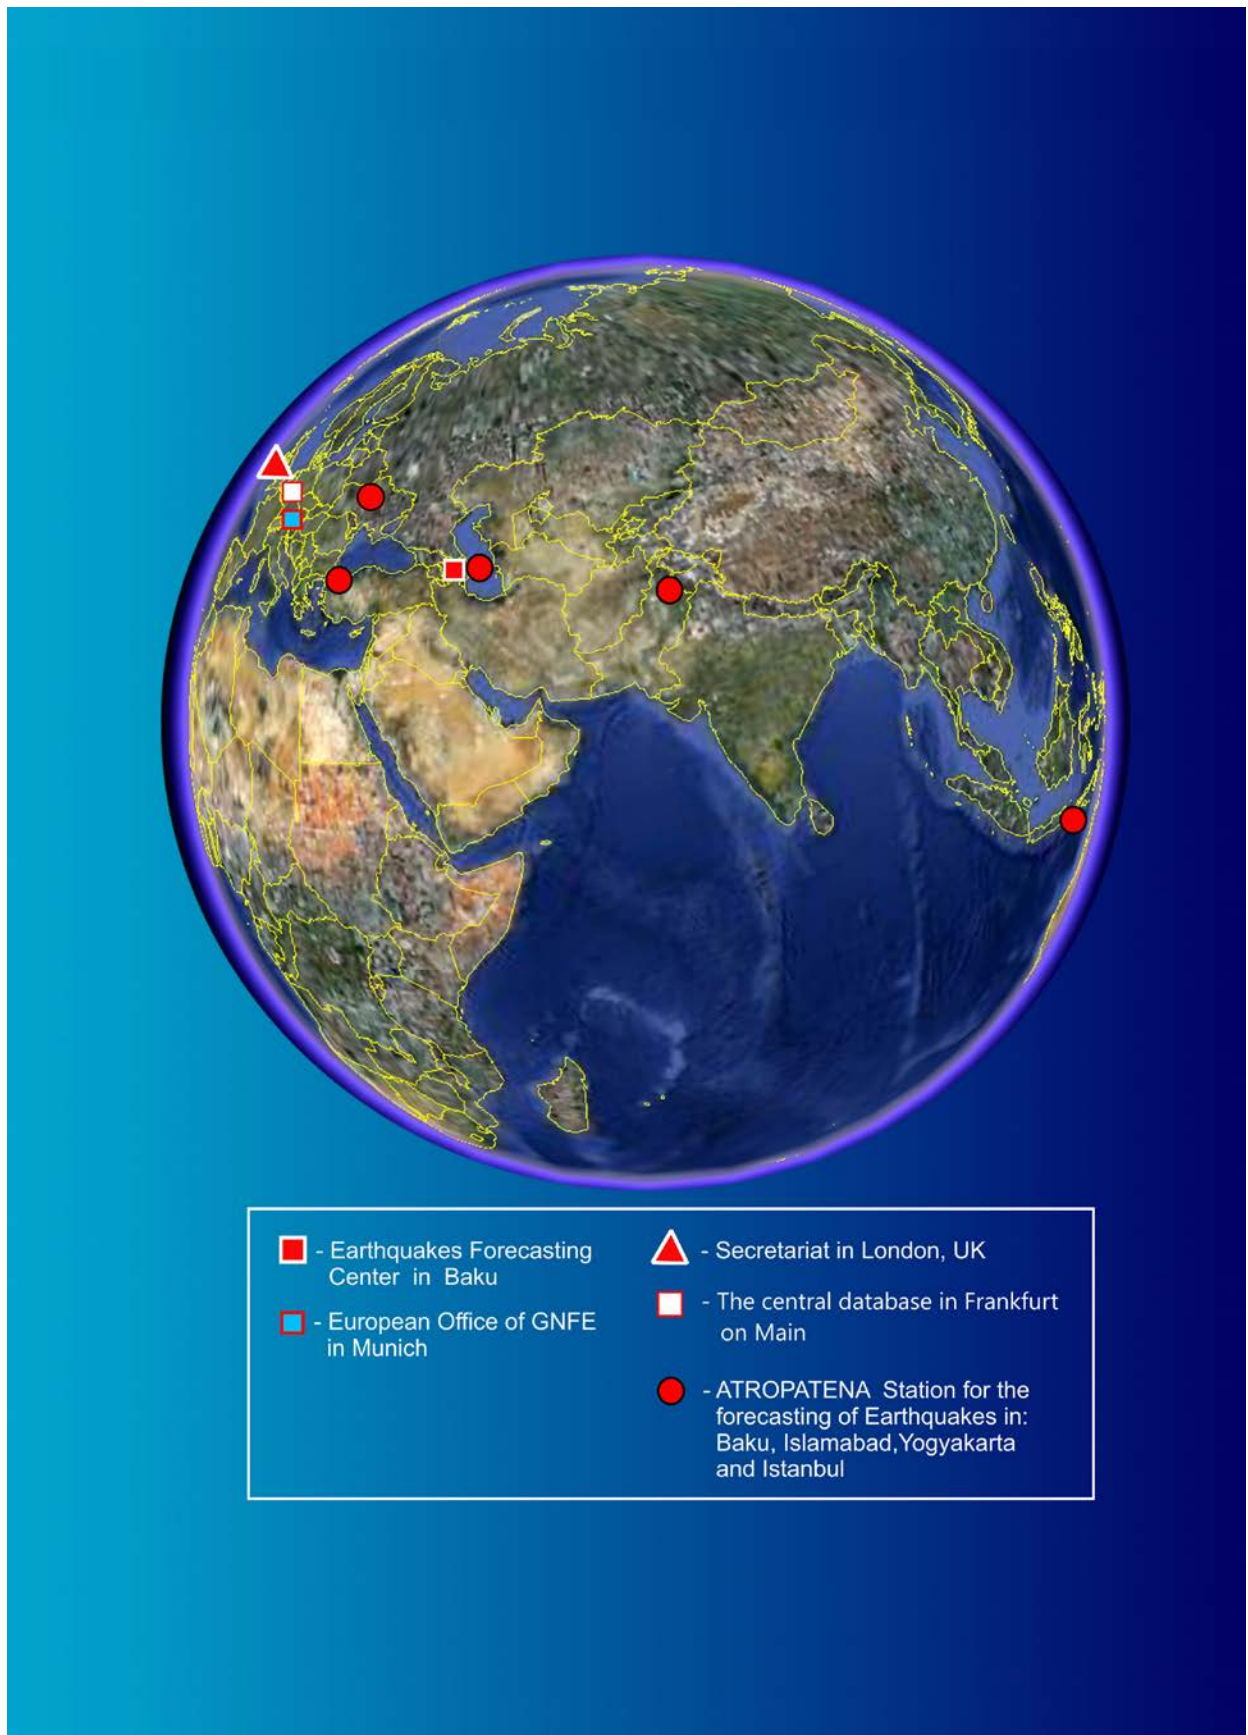 - Earthquakes Forecasting
Center in Baku
- European Office of GNFE
in Munich
- Secretariat in London, UK
- The central database in Frankfurt
on Main
- ATROPATENA Station for the
forecasting of Earthquakes in:
Baku, Islamabad,Yogyakarta
and Istanbul